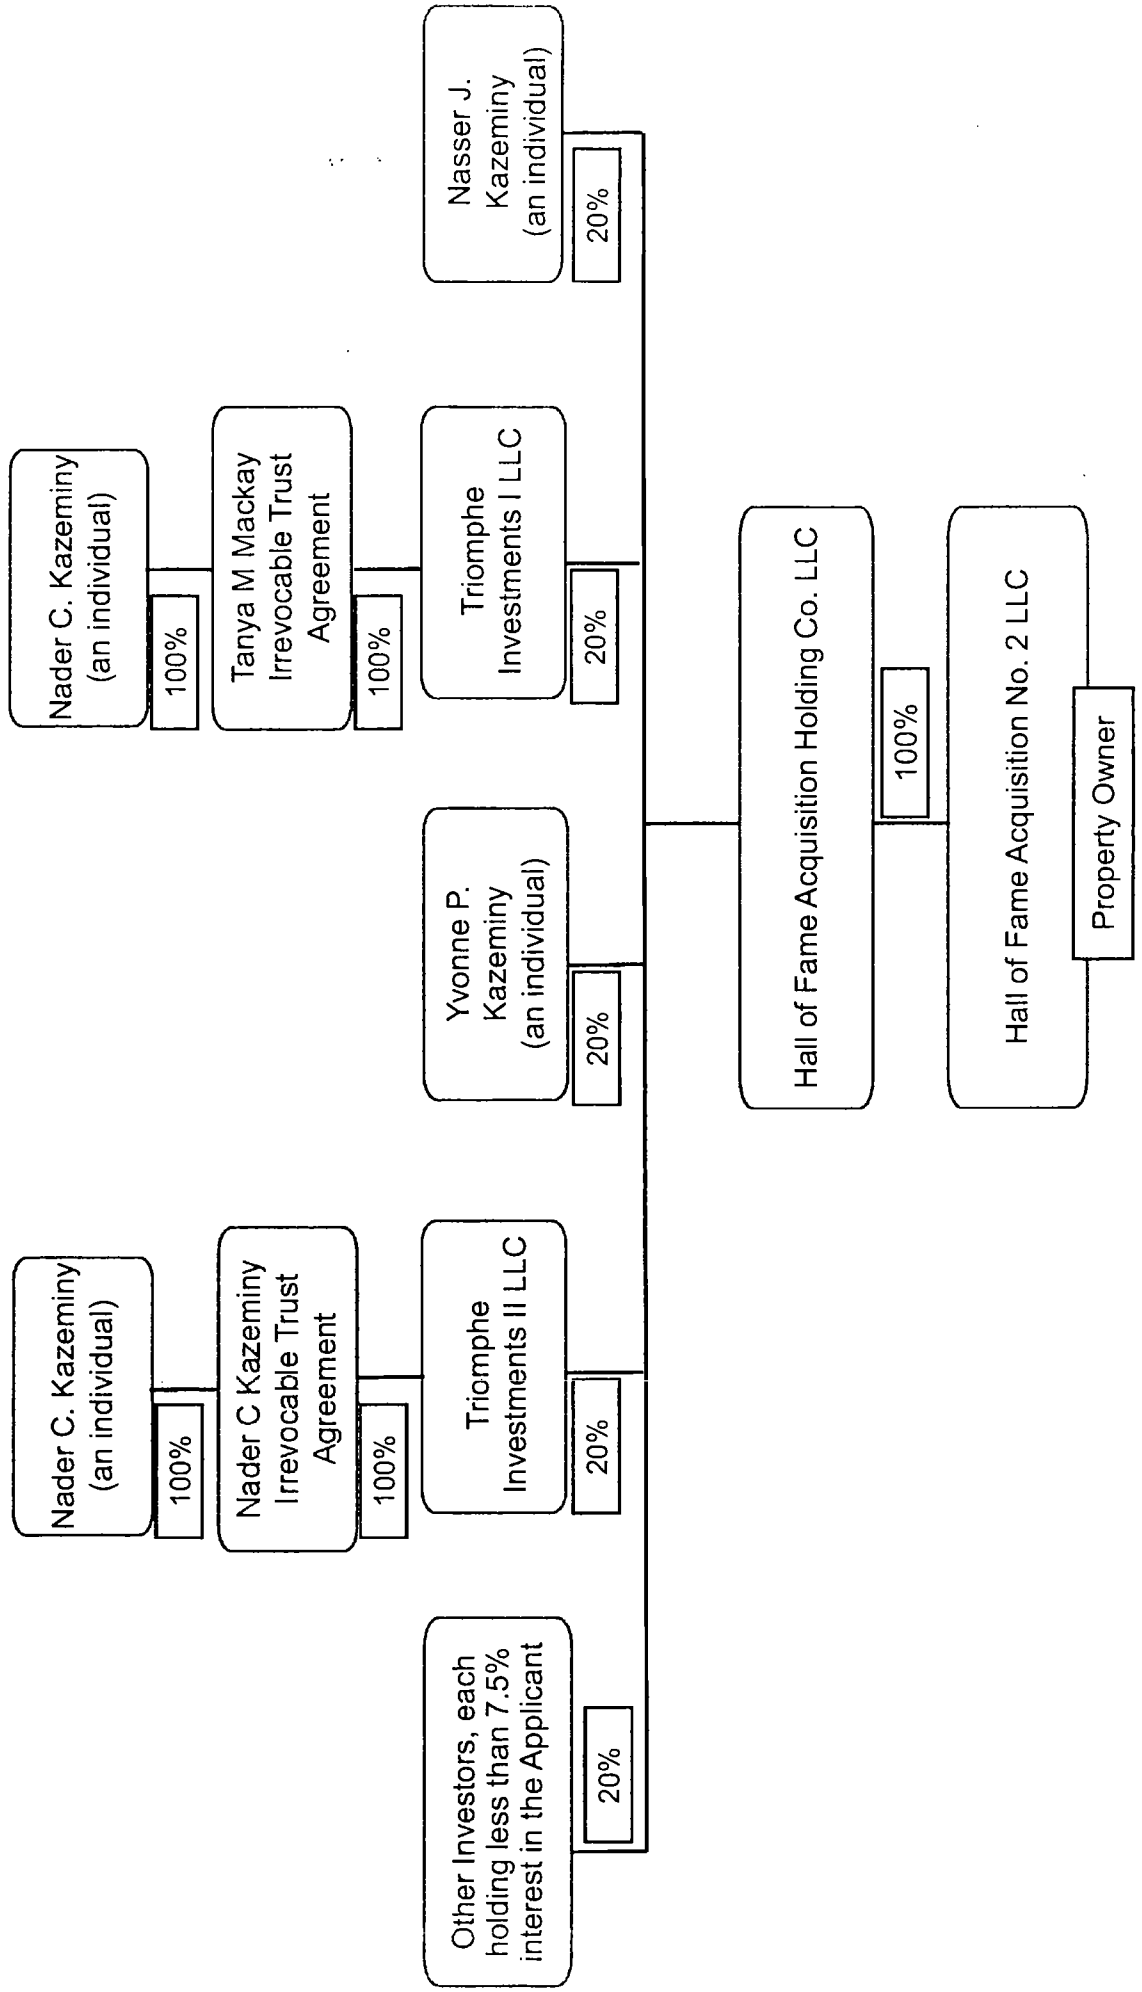 Nader C. Kazeminy
(an individual)
100%
Nader C Kazeminy
Irrevocable Trust
Agreement
100%
Nader C. Kazeminy
(an individual)
100%
Tanya M Mackay
Irrevocable Trust
Agreement
100%
Other Investors, each
holding less than 7.5%
interest in the Applicant
20%
Triomphe
Investments II LLC
20%
Yvonne P.
Kazeminy
(an individual)
20%
Triomphe
Investments I LLC
20%
Nasser J.
Kazeminy
(an individual)
20%
Hall of Fame Acquisition Holding Co. LLC
100%
Hall of Fame Acquisition No. 2 LLC
Property Owner